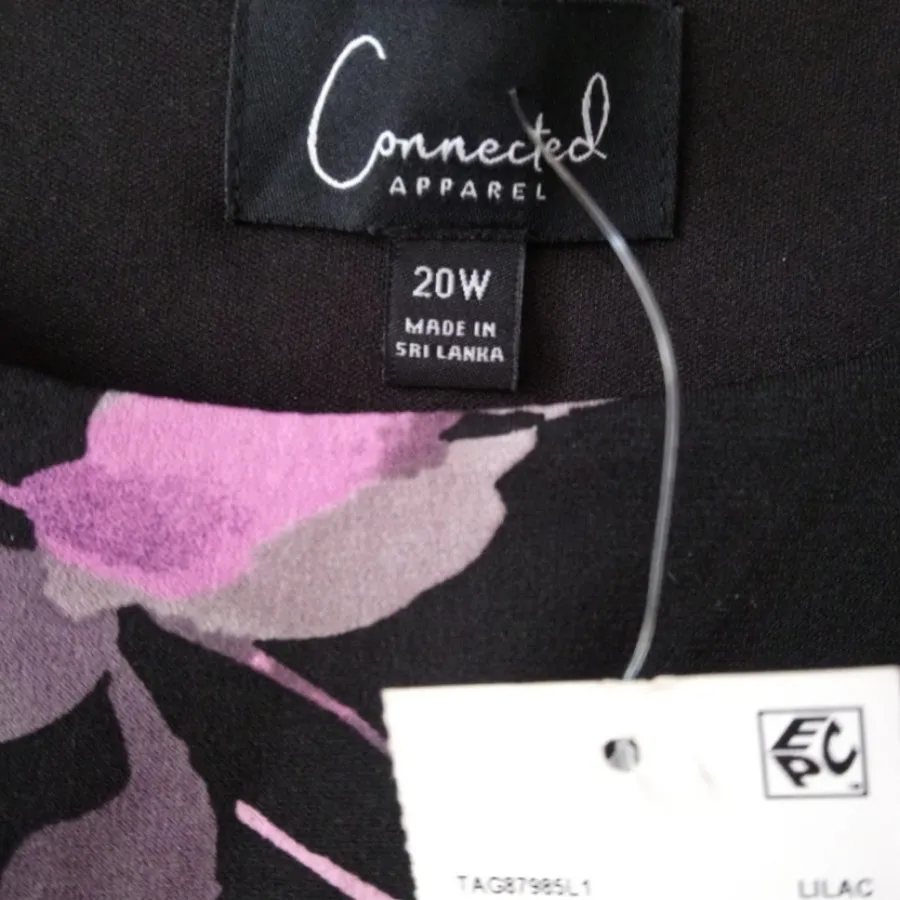 Connected
APPAREL
20W
MADE IN
SRI LANKA
EPC
TAG87985L1 LILAC